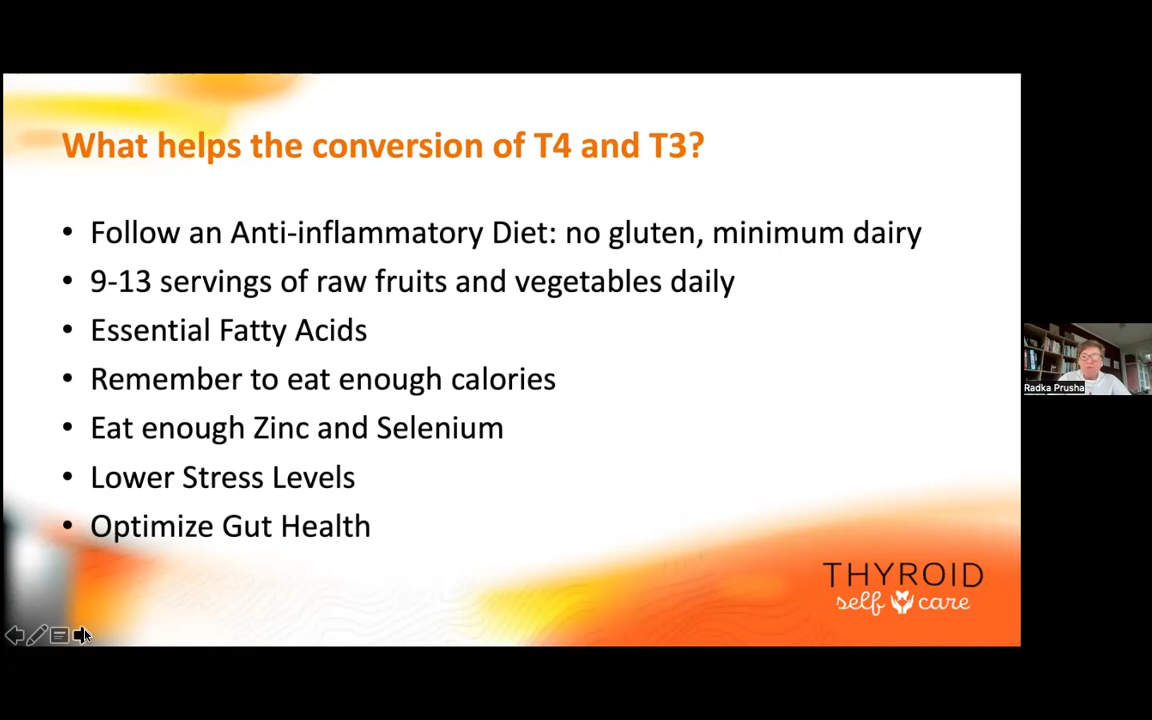 What helps the conversion of T4 and T3?
• Follow an Anti-inflammatory Diet: no gluten, minimum dairy
• 9-13 servings of raw fruits and vegetables daily
• Essential Fatty Acids
• Remember to eat enough calories
• Eat enough Zinc and Selenium
• Lower Stress Levels
• Optimize Gut Health
THYROID
self care
Radka Prusha